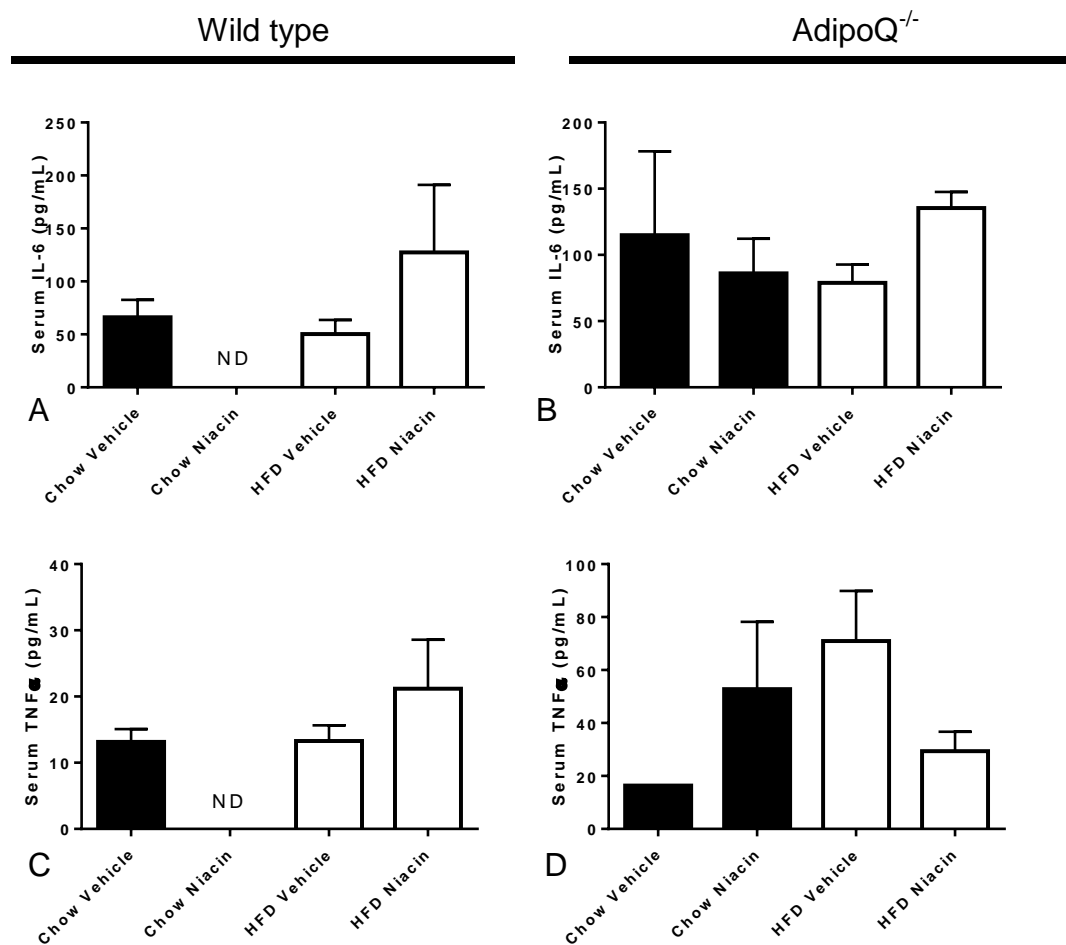 Wild type
AdipoQ-/-
250
200
150
100
50
0
Serum IL-6 (pg/mL)
ND
A
Chow Vehicle
Chow Niacin
HFD Vehicle
HFD Niacin
200
150
100
50
0
Serum IL-6 (pg/mL)
B
Chow Vehicle
Chow Niacin
HFD Vehicle
HFD Niacin
40
30
20
10
0
Serum TNFα (pg/mL)
ND
C
Chow Vehicle
Chow Niacin
HFD Vehicle
HFD Niacin
100
80
60
40
20
0
Serum TNFα (pg/mL)
D
Chow Vehicle
Chow Niacin
HFD Vehicle
HFD Niacin